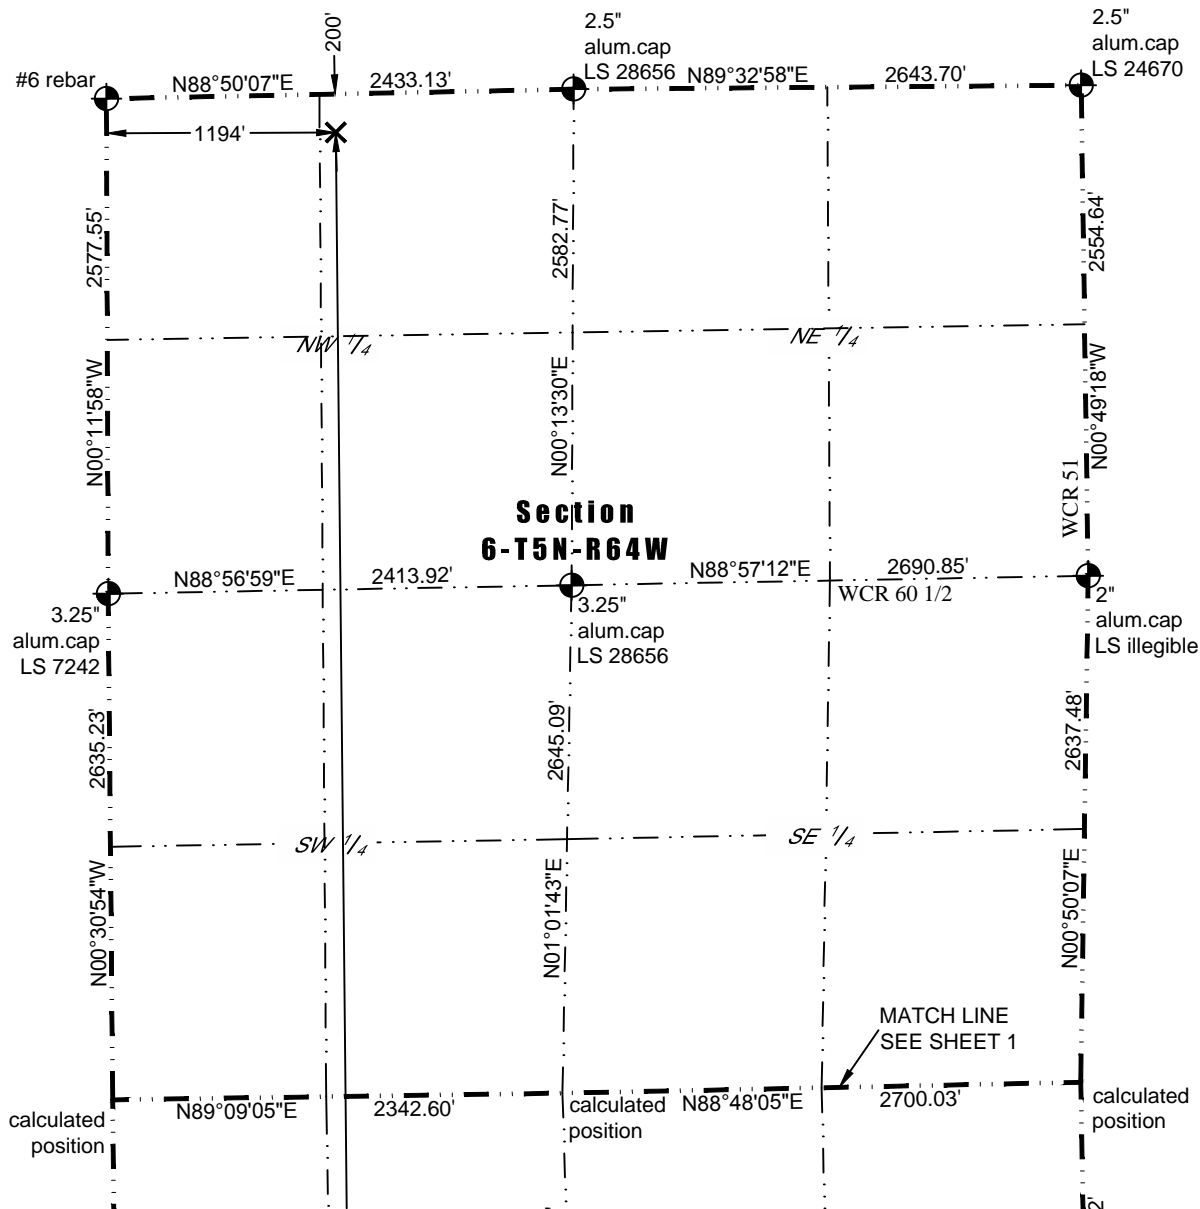 200'
2.5"
alum.cap
LS 28656
2.5"
alum.cap
LS 24670
#6 rebar
N88°50'07"E
2433.13'
N89°32'58"E
2643.70'
1194'
2577.55'
2582.77'
2554.64'
NW 1/4
NE 1/4
N00°11'58"W
N00°13'30"E
N00°49'18"W
WCR 51
Section
6-T5N-R64W
N88°56'59"E
2413.92'
N88°57'12"E
2690.85'
WCR 60 1/2
3.25"
alum.cap
LS 7242
3.25"
alum.cap
LS 28656
2"
alum.cap
LS illegible
2635.23'
2645.09'
2637.48'
SW 1/4
SE 1/4
N00°30'54"W
N01°01'43"E
N00°50'07"E
MATCH LINE
SEE SHEET 1
N89°09'05"E
2342.60'
N88°48'05"E
2700.03'
calculated
position
calculated
position
calculated
position
2'